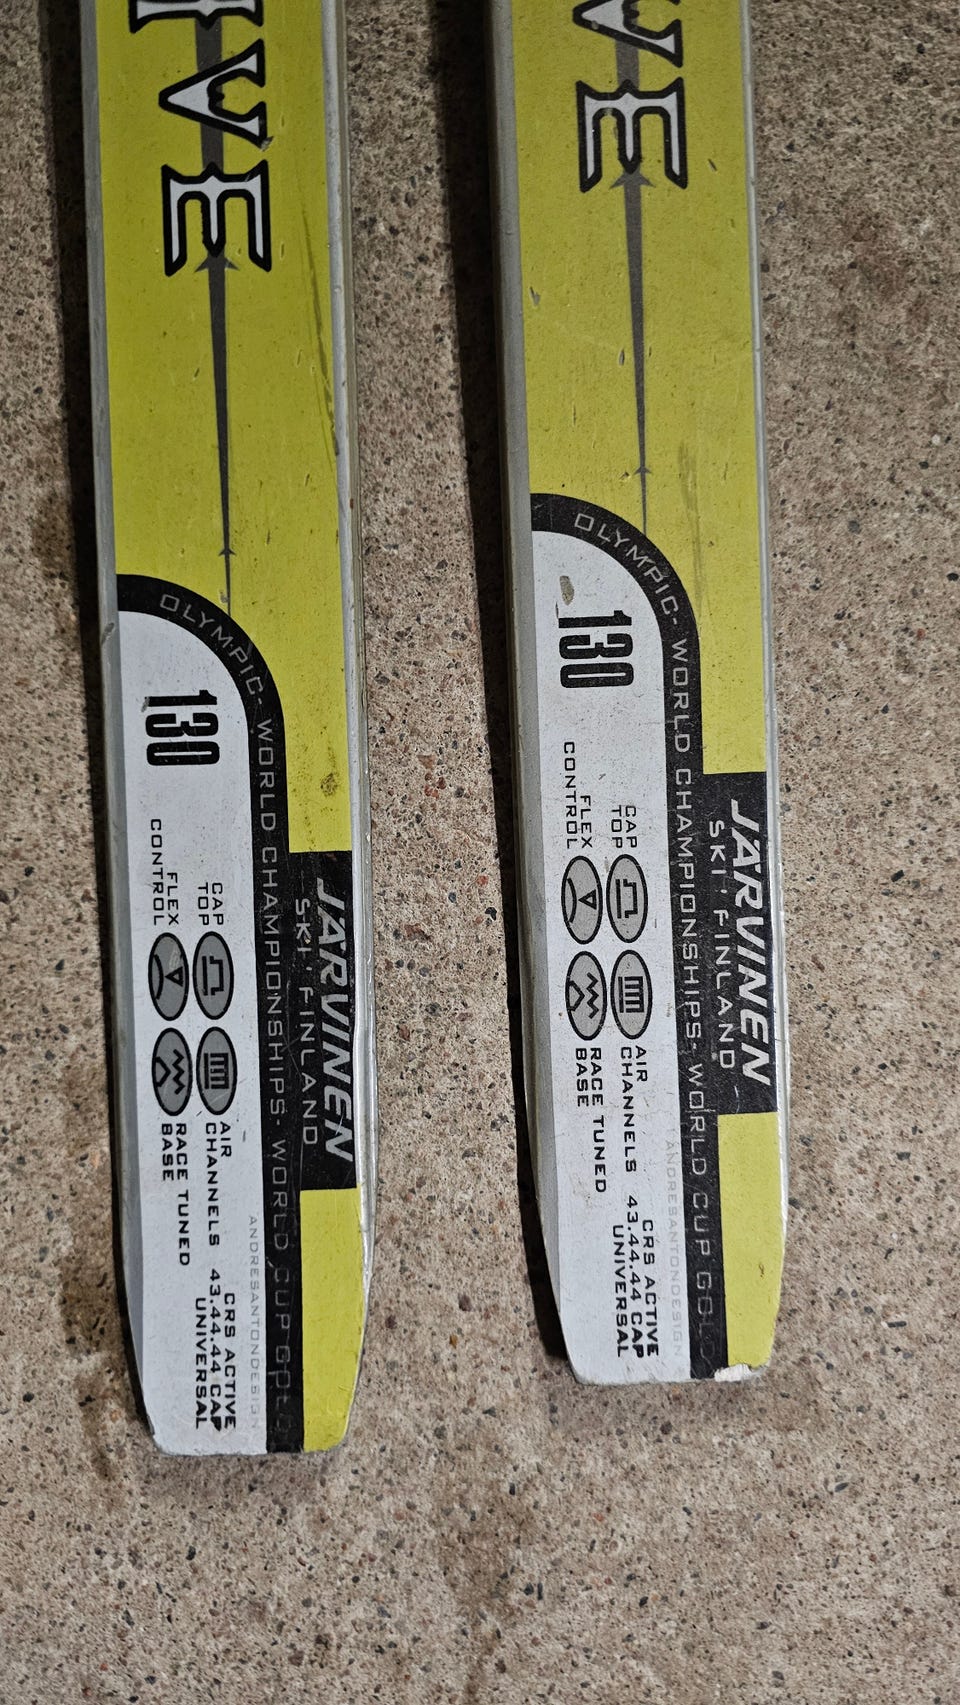 IVE
OLYMPIC - WORLD CHAMPIONSHIPS - WORLD CUP GOLD
130
JÄRVINEN
SKI' FINLAND
FLEX
CONTROL
CAP
TOP
AIR
CHANNELS
RACE TUNED
BASE
CRS ACTIVE
43.44.44 CAP
UNIVERSAL
ANDRESANTONDESIGN
VE
OLYMPIC - WORLD CHAMPIONSHIPS - WORLD CUP GOLD
130
JÄRVINEN
SKI' FINLAND
FLEX
CONTROL
CAP
TOP
AIR
CHANNELS
RACE TUNED
BASE
CRS ACTIVE
43.44.44 CAP
UNIVERSAL
ANDRESANTONDESIGN